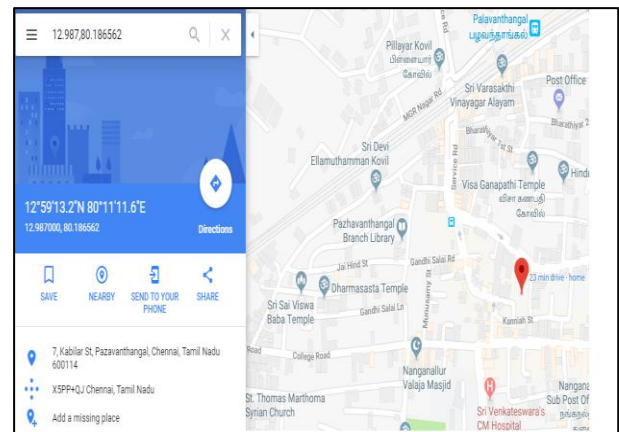 12.987,80.186562
12°59'13.2"N 80°11'11.6"E
12.987000, 80.186562
Directions
SAVE
NEARBY
SEND TO YOUR
PHONE
SHARE
7, Kabilar St, Pazavanthangal, Chennai, Tamil Nadu
600114
X5PP+QJ Chennai, Tamil Nadu
Add a missing place
Palavanthangal
பழவந்தாங்கல்
Pillayar Kovil
பிள்ளையார்
கோவில்
Post Office
Sri Varasakthi
Vinayagar Alayam
MGR Nagar Rd
Bharathiyar 2
Bharathiyar 1st St
Sri Devi
Ellamuthamman Kovil
Service Rd
Hindu
Visa Ganapathi Temple
விசா கணபதி
கோவில்
Pazhavanthangal
Branch Library
Gandhi Salai Rd
Jai Hind St
23 min drive - home
Dharmasasta Temple
Sri Sai Viswa
Baba Temple
Gandhi Salai Ln
Munusamy St
Kanniah St
Road
College Road
Nanganallur
Valaja Masjid
Nangana
Sub Post Of
St. Thomas Marthoma
Syrian Church
Sri Venkateswara's
CM Hospital